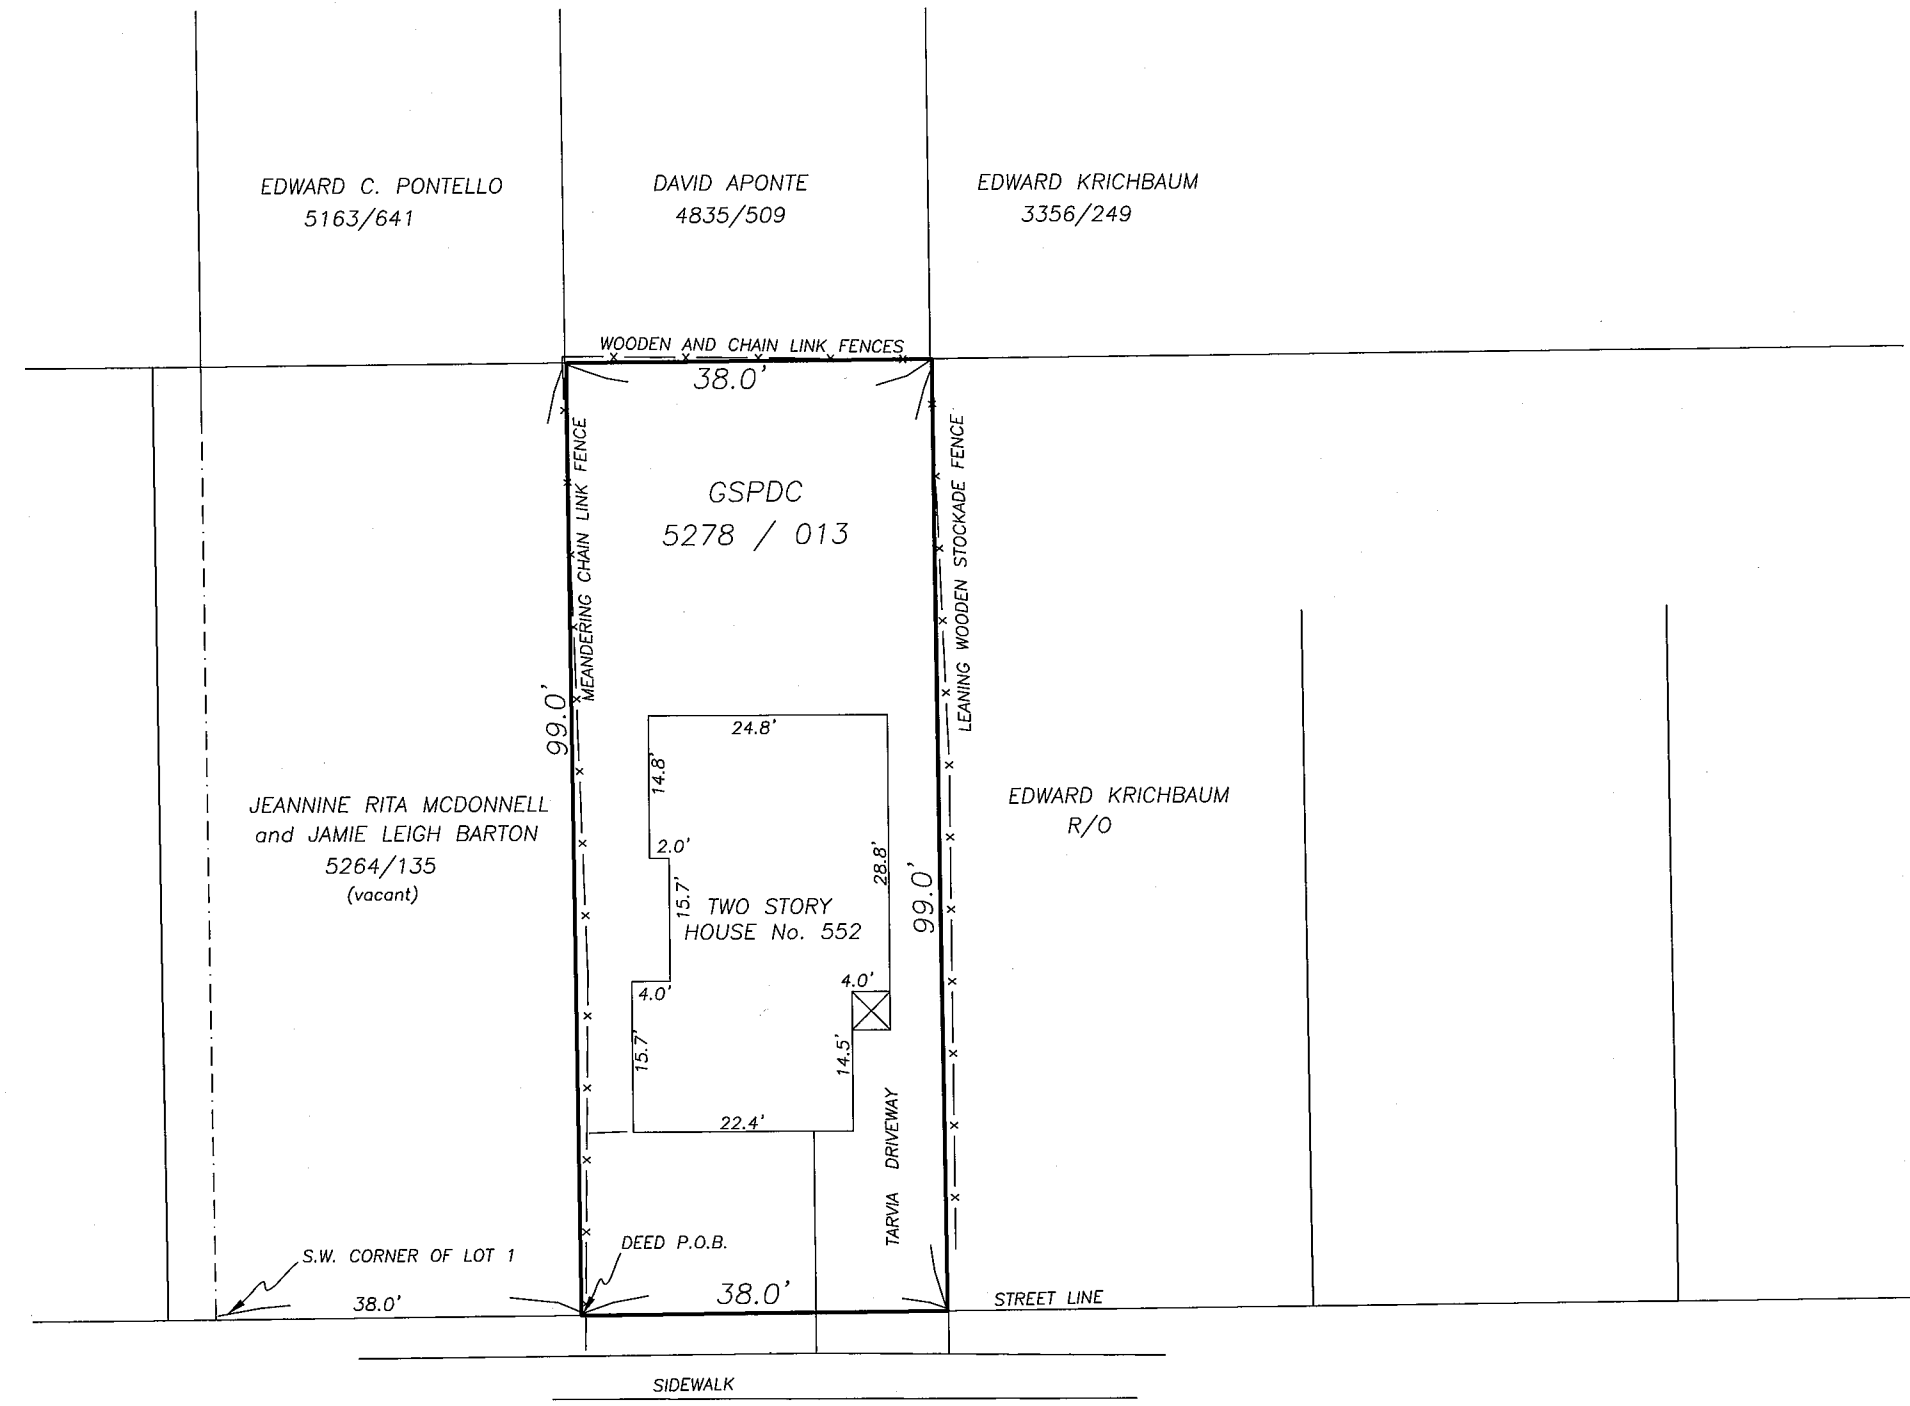 EDWARD C. PONTELLO
5163/641
DAVID APONTE
4835/509
EDWARD KRICHBAUM
3356/249
WOODEN AND CHAIN LINK FENCES
38.0'
MEANDERING CHAIN LINK FENCE
LEANING WOODEN STOCKADE FENCE
GSPDC
5278 / 013
99.0'
24.8'
14.8'
2.0'
15.7'
28.8'
99.0'
TWO STORY
HOUSE No. 552
JEANNINE RITA MCDONNELL
and JAMIE LEIGH BARTON
5264/135
(vacant)
EDWARD KRICHBAUM
R/O
4.0'
4.0'
15.7'
14.5'
22.4'
TARVIA DRIVEWAY
S.W. CORNER OF LOT 1
DEED P.O.B.
38.0'
38.0'
STREET LINE
SIDEWALK